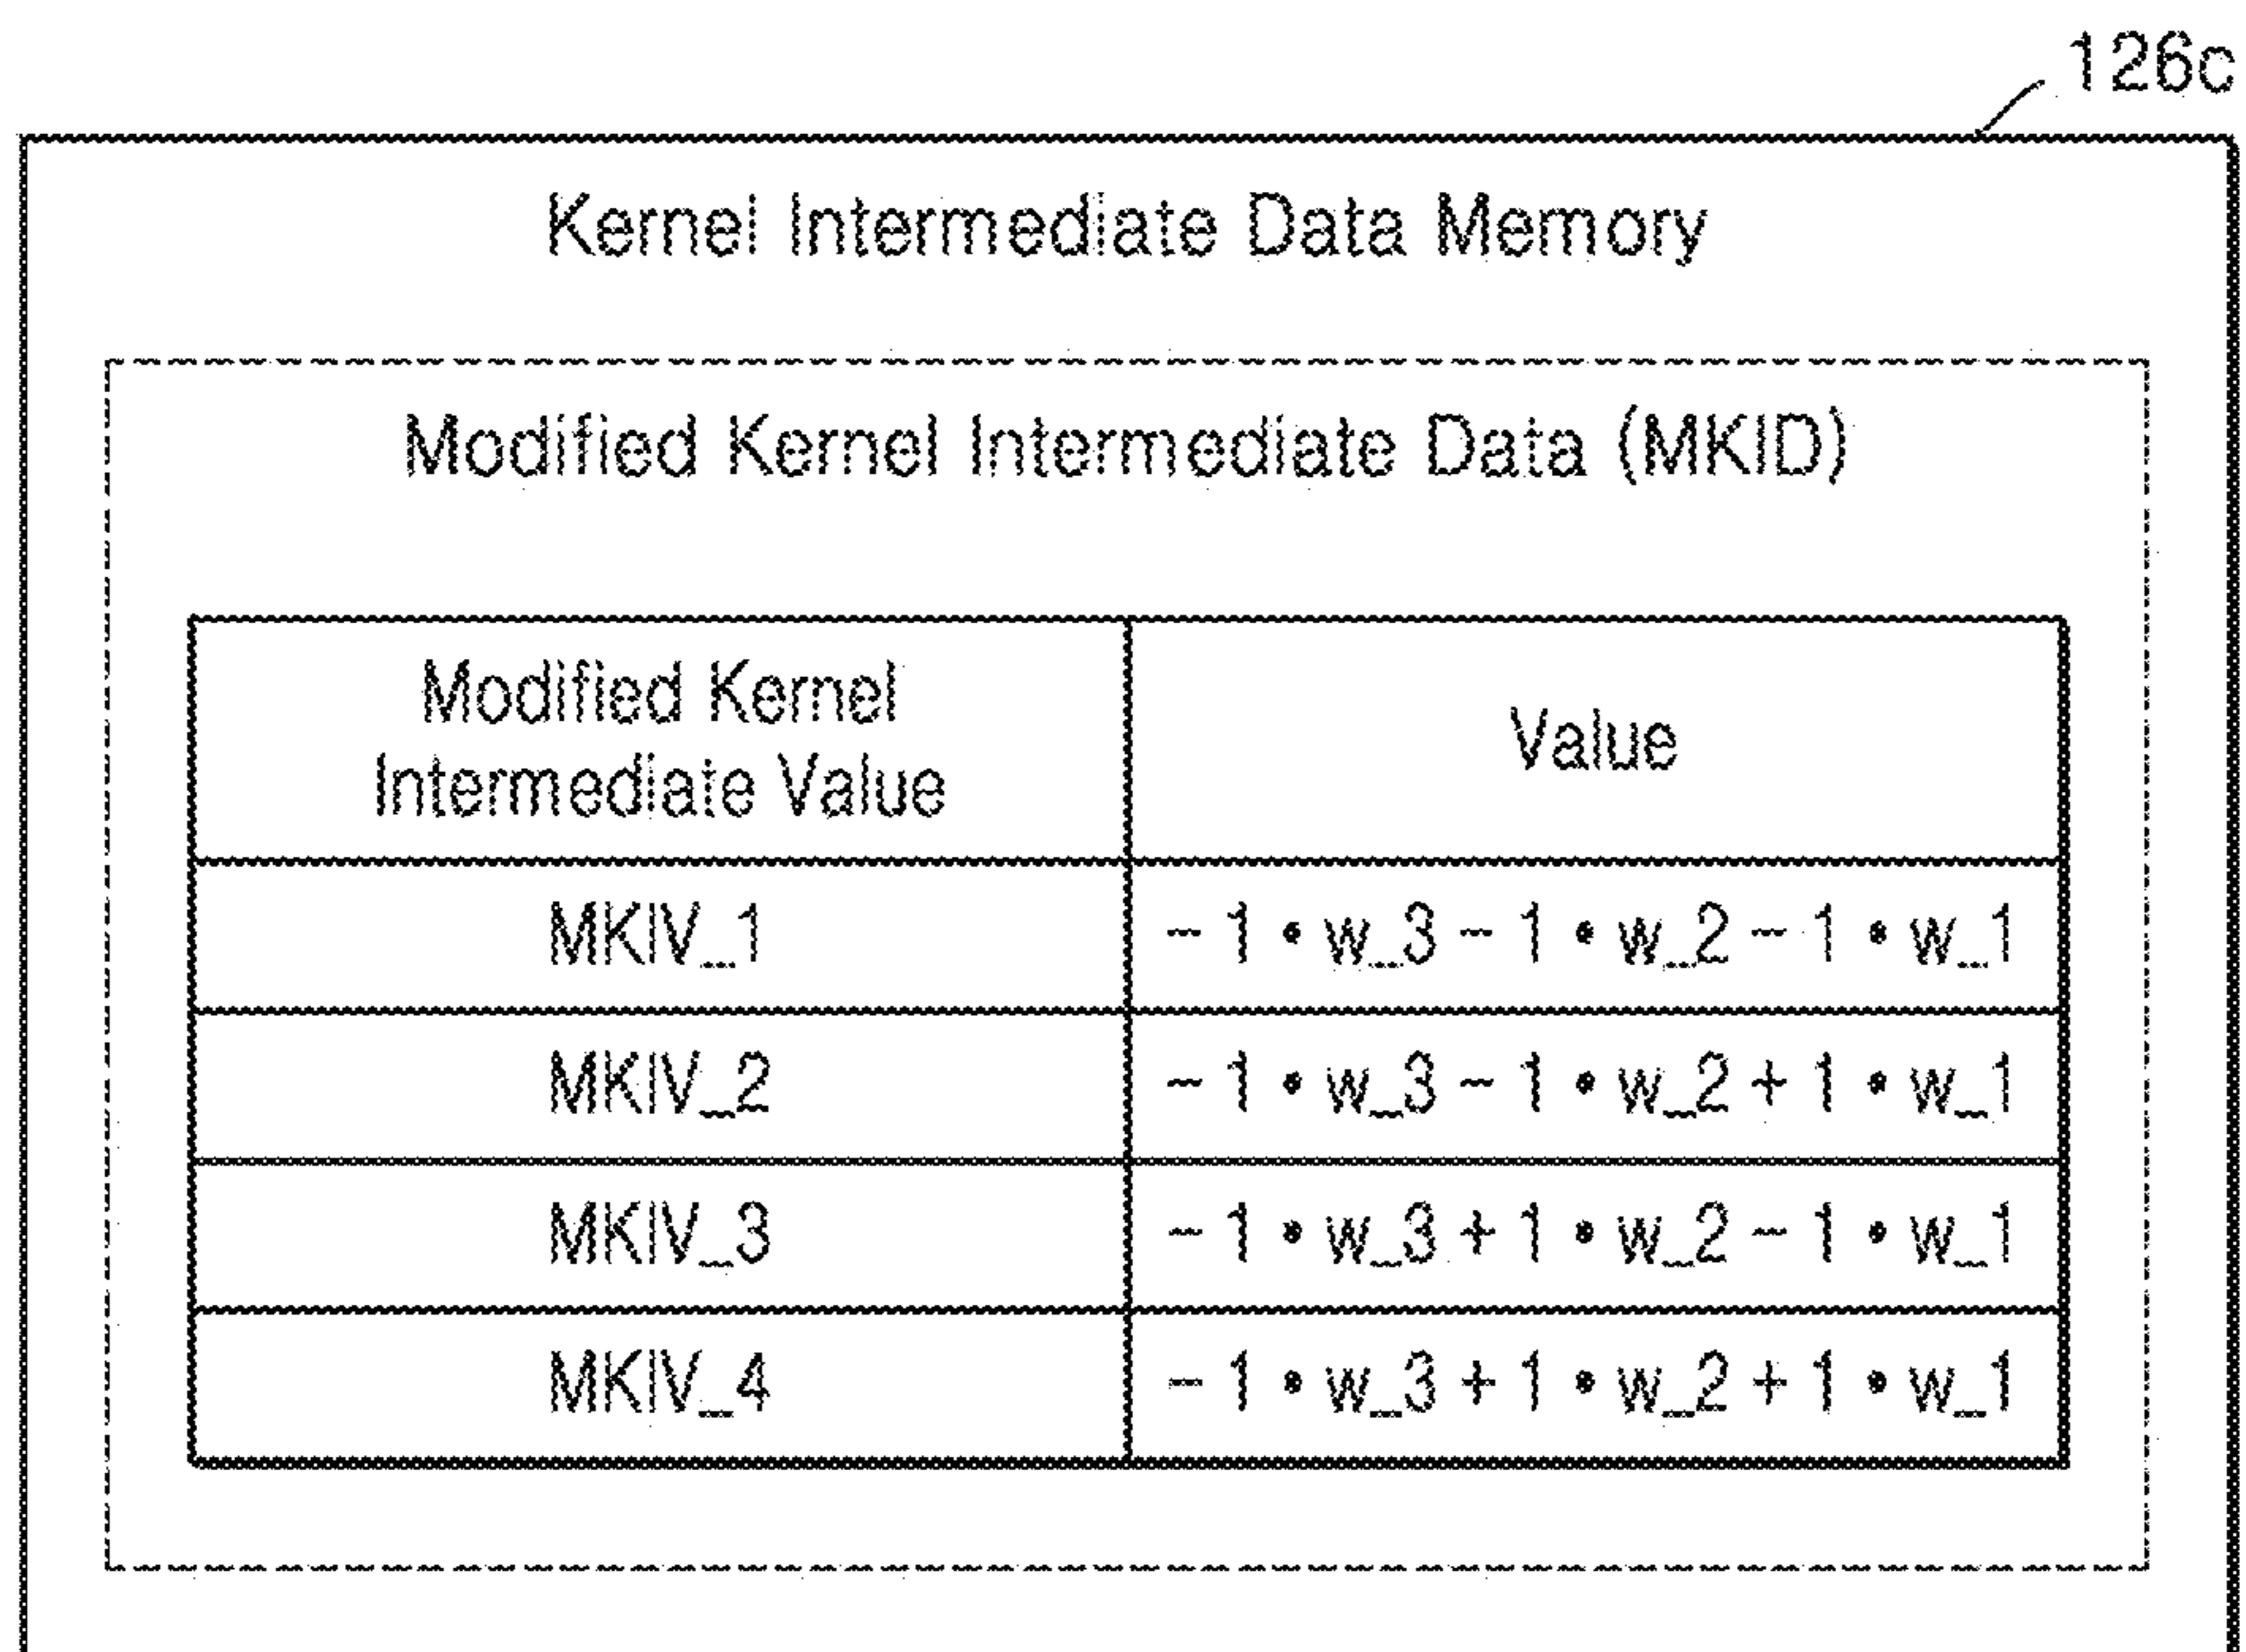 126c
Kernel Intermediate Data Memory
Modified Kernel Intermediate Data (MKID)
Modified Kernel
Intermediate Value
Value
MKIV_1
-1•w_3-1•w_2-1•w_1
MKIV_2
-1•w_3-1•w_2+1•w_1
MKIV_3
-1•w_3+1•w_2-1•w_1
MKIV_4
-1•w_3+1•w_2+1•w_1